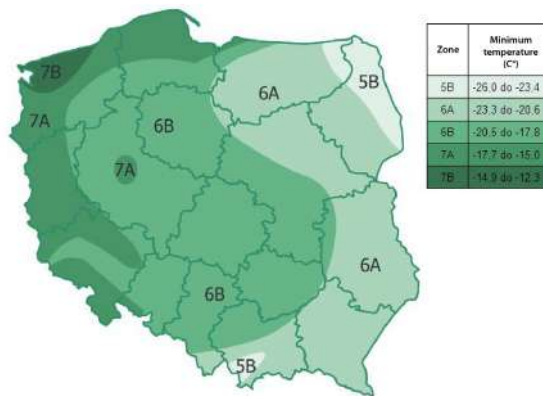 7B
7A
6B
7A
6A
5B
6A
6B
5B
Zone Minimum
temperature
(C°)
5B -26,0 do -23,4
6A -23.3 do -20.6
6B -20,5 do -17,8
7A -17,7 do -15,0
7B -14,9 do -12,3